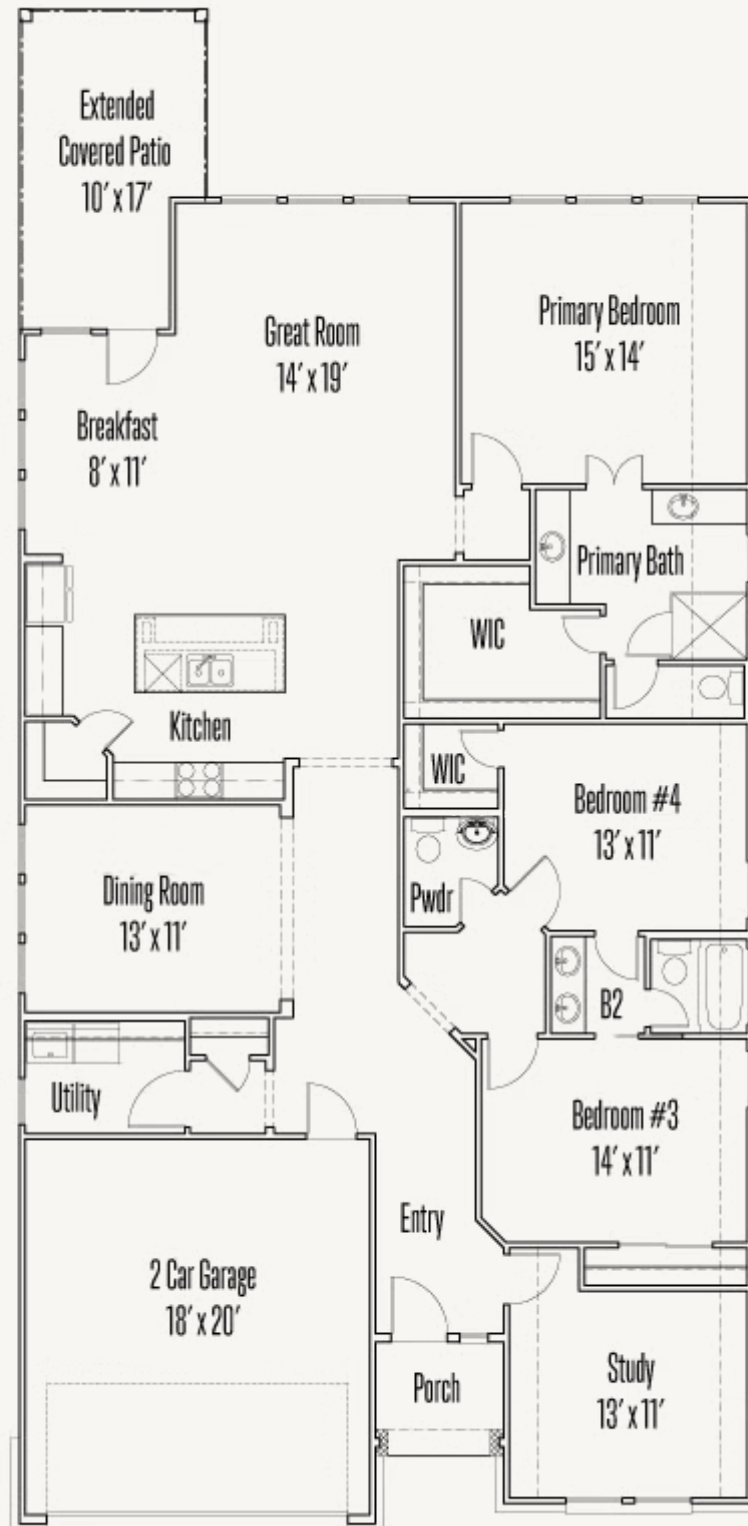 Extended
Covered Patio
10' x 17'
Great Room
14' x 19'
Primary Bedroom
15' x 14'
Breakfast
8' x 11'
Primary Bath
WIC
Kitchen
WIC
Bedroom #4
13' x 11'
Dining Room
13' x 11'
Pwdr
B2
Utility
Bedroom #3
14' x 11'
Entry
2 Car Garage
18' x 20'
Porch
Study
13' x 11'